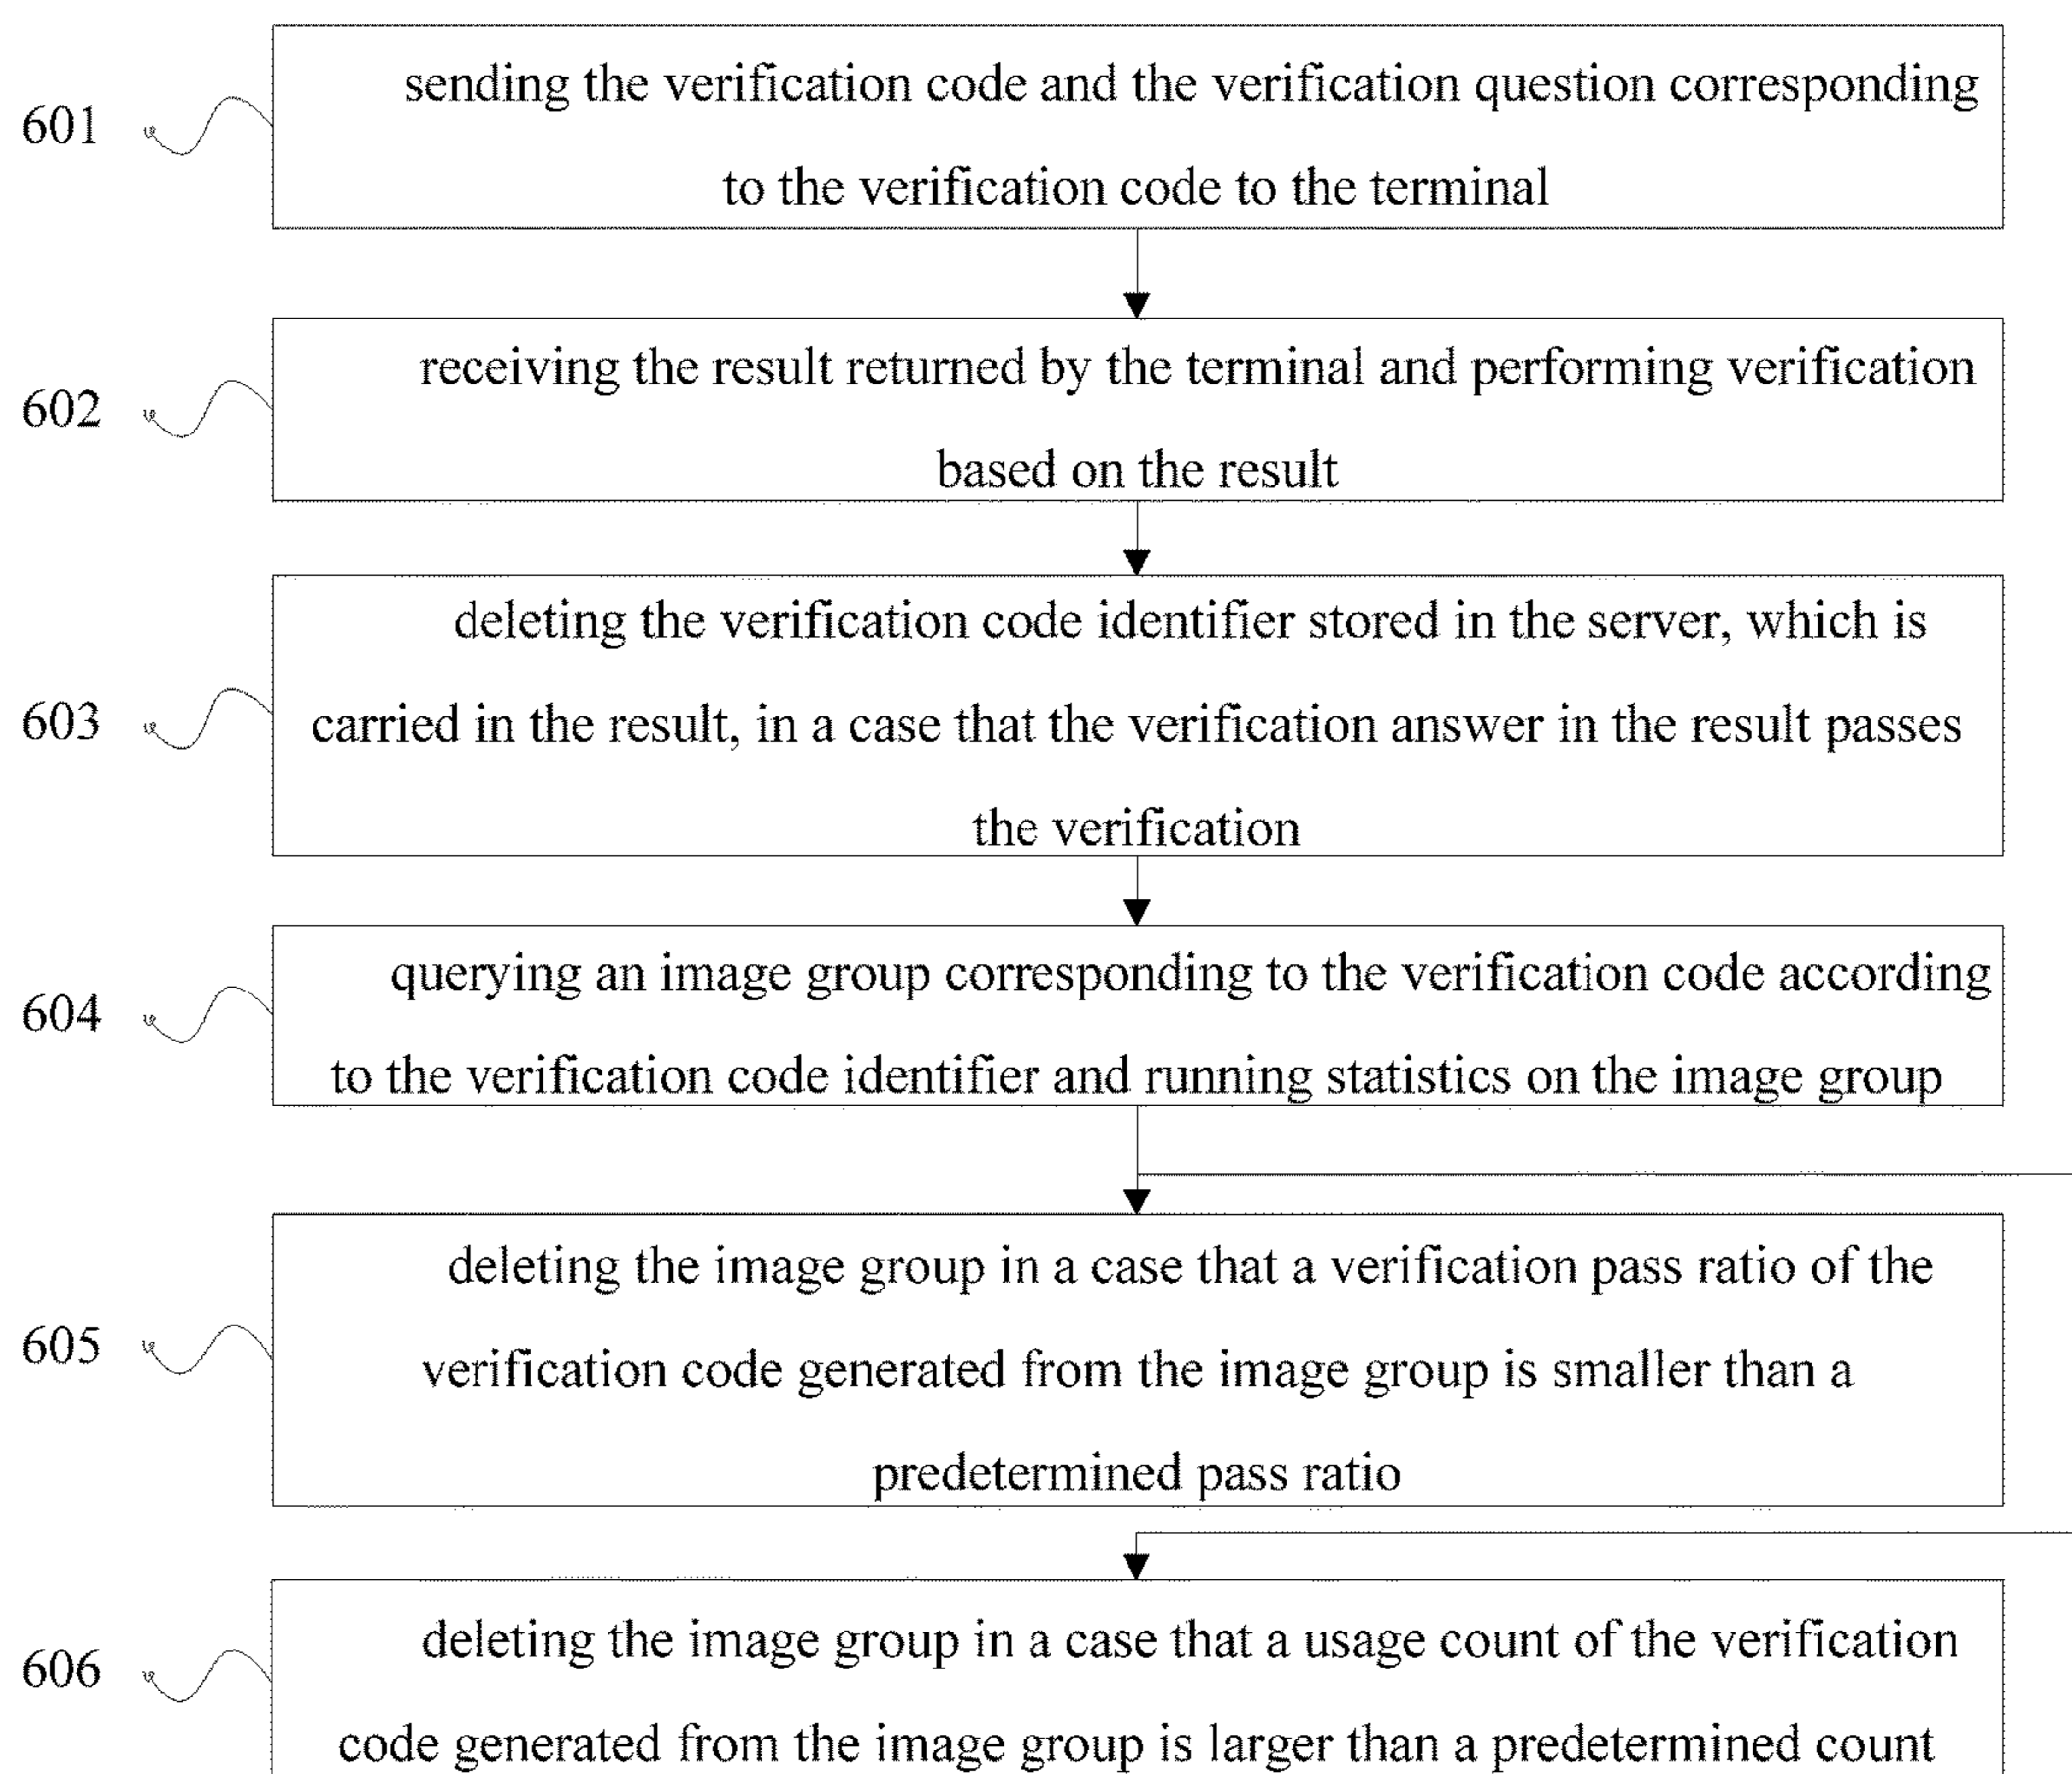 601
sending the verification code and the verification question corresponding
to the verification code to the terminal
602
receiving the result returned by the terminal and performing verification
based on the result
603
deleting the verification code identifier stored in the server, which is
carried in the result, in a case that the verification answer in the result passes
the verification
604
querying an image group corresponding to the verification code according
to the verification code identifier and running statistics on the image group
605
deleting the image group in a case that a verification pass ratio of the
verification code generated from the image group is smaller than a
predetermined pass ratio
606
deleting the image group in a case that a usage count of the verification
code generated from the image group is larger than a predetermined count